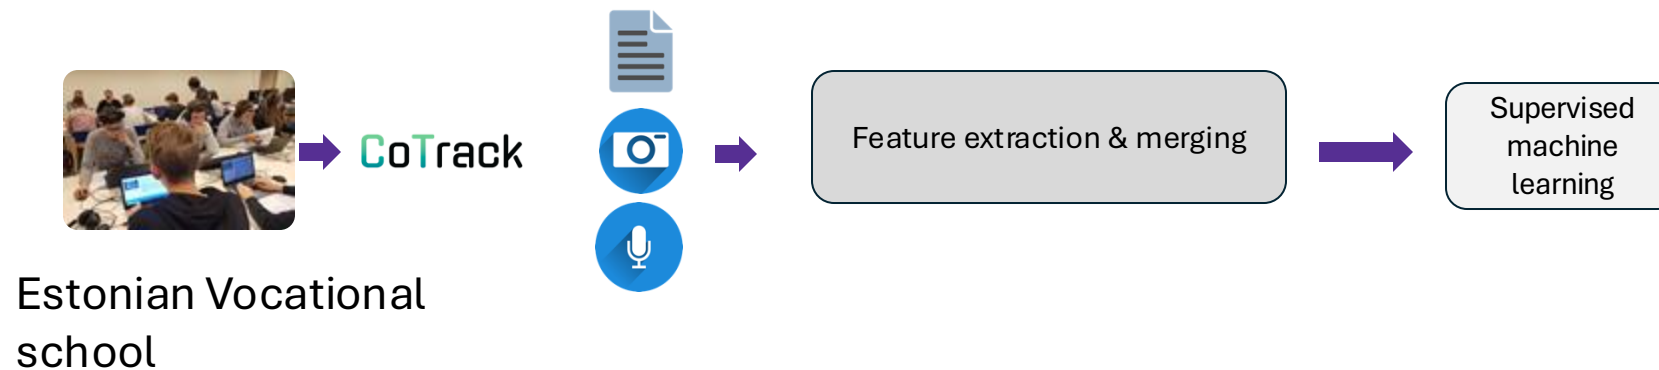 CoTrack
Feature extraction & merging
Supervised
machine
learning
Estonian Vocational
school